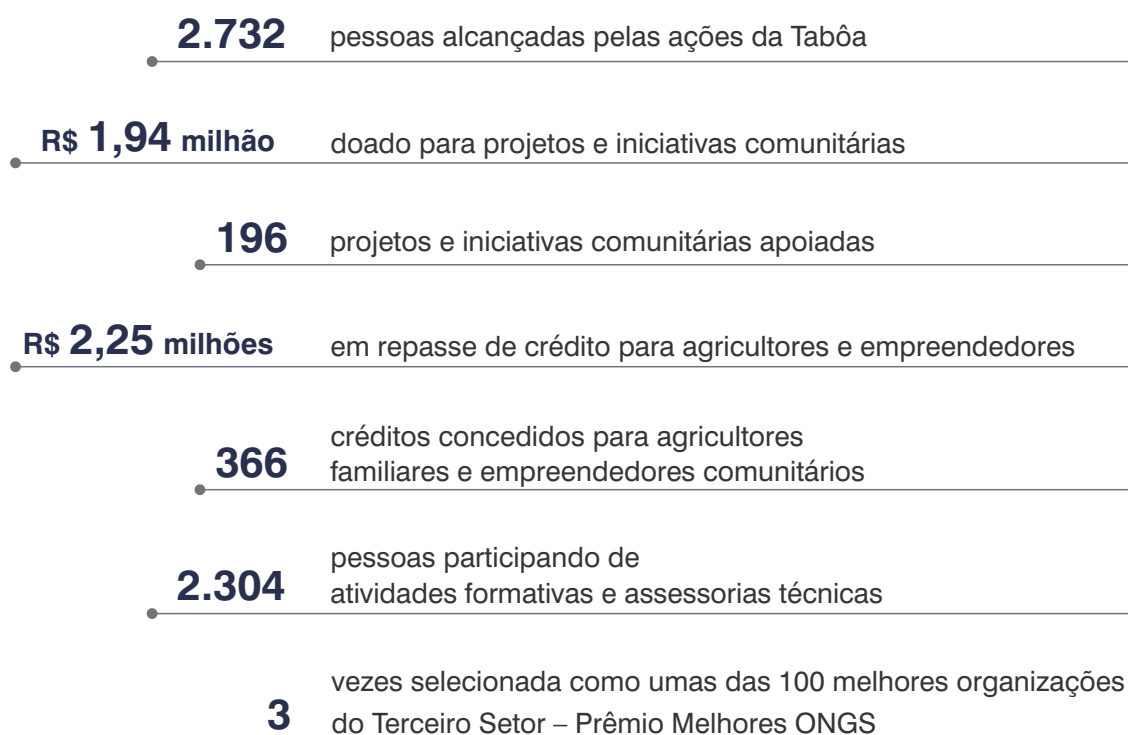 2.732 pessoas alcançadas pelas ações da Tabôa
R$ 1,94 milhão doado para projetos e iniciativas comunitárias
196 projetos e iniciativas comunitárias apoiadas
R$ 2,25 milhões em repasse de crédito para agricultores e empreendedores
366 créditos concedidos para agricultores
familiares e empreendedores comunitários
2.304 pessoas participando de
atividades formativas e assessorias técnicas
3 vezes selecionada como umas das 100 melhores organizações
do Terceiro Setor – Prêmio Melhores ONGS